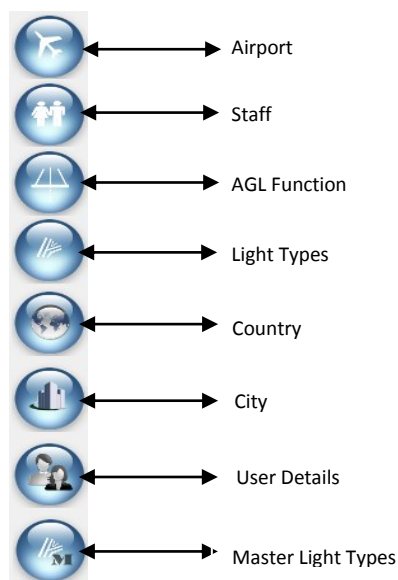 Airport
Staff
AGL Function
Light Types
Country
City
User Details
M
Master Light Types